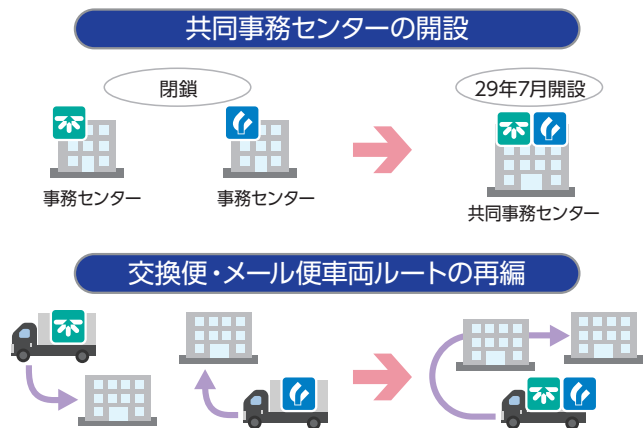 共同事務センターの開設
閉鎖
29年7月開設
事務センター
事務センター
共同事務センター
交換便・メール便車両ルートの再編